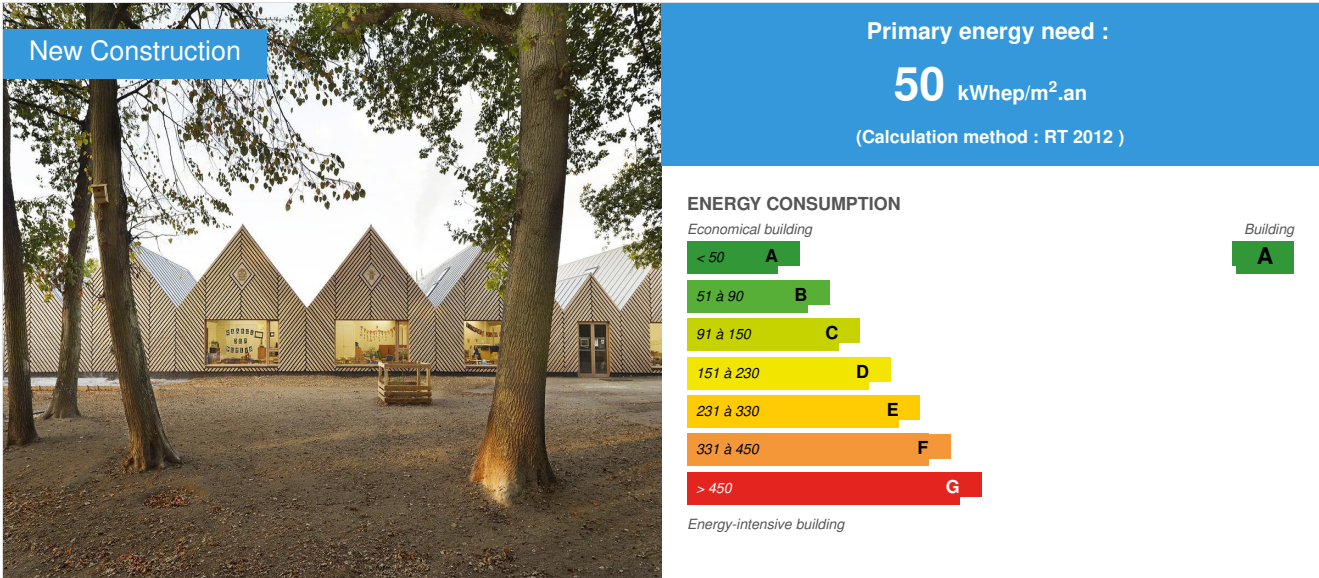 New Construction
Primary energy need :
50 kWhep/m².an
(Calculation method : RT 2012 )
ENERGY CONSUMPTION
Economical building
Building
< 50 A
A
51 à 90 B
91 à 150 C
151 à 230 D
231 à 330 E
331 à 450 F
> 450 G
Energy-intensive building